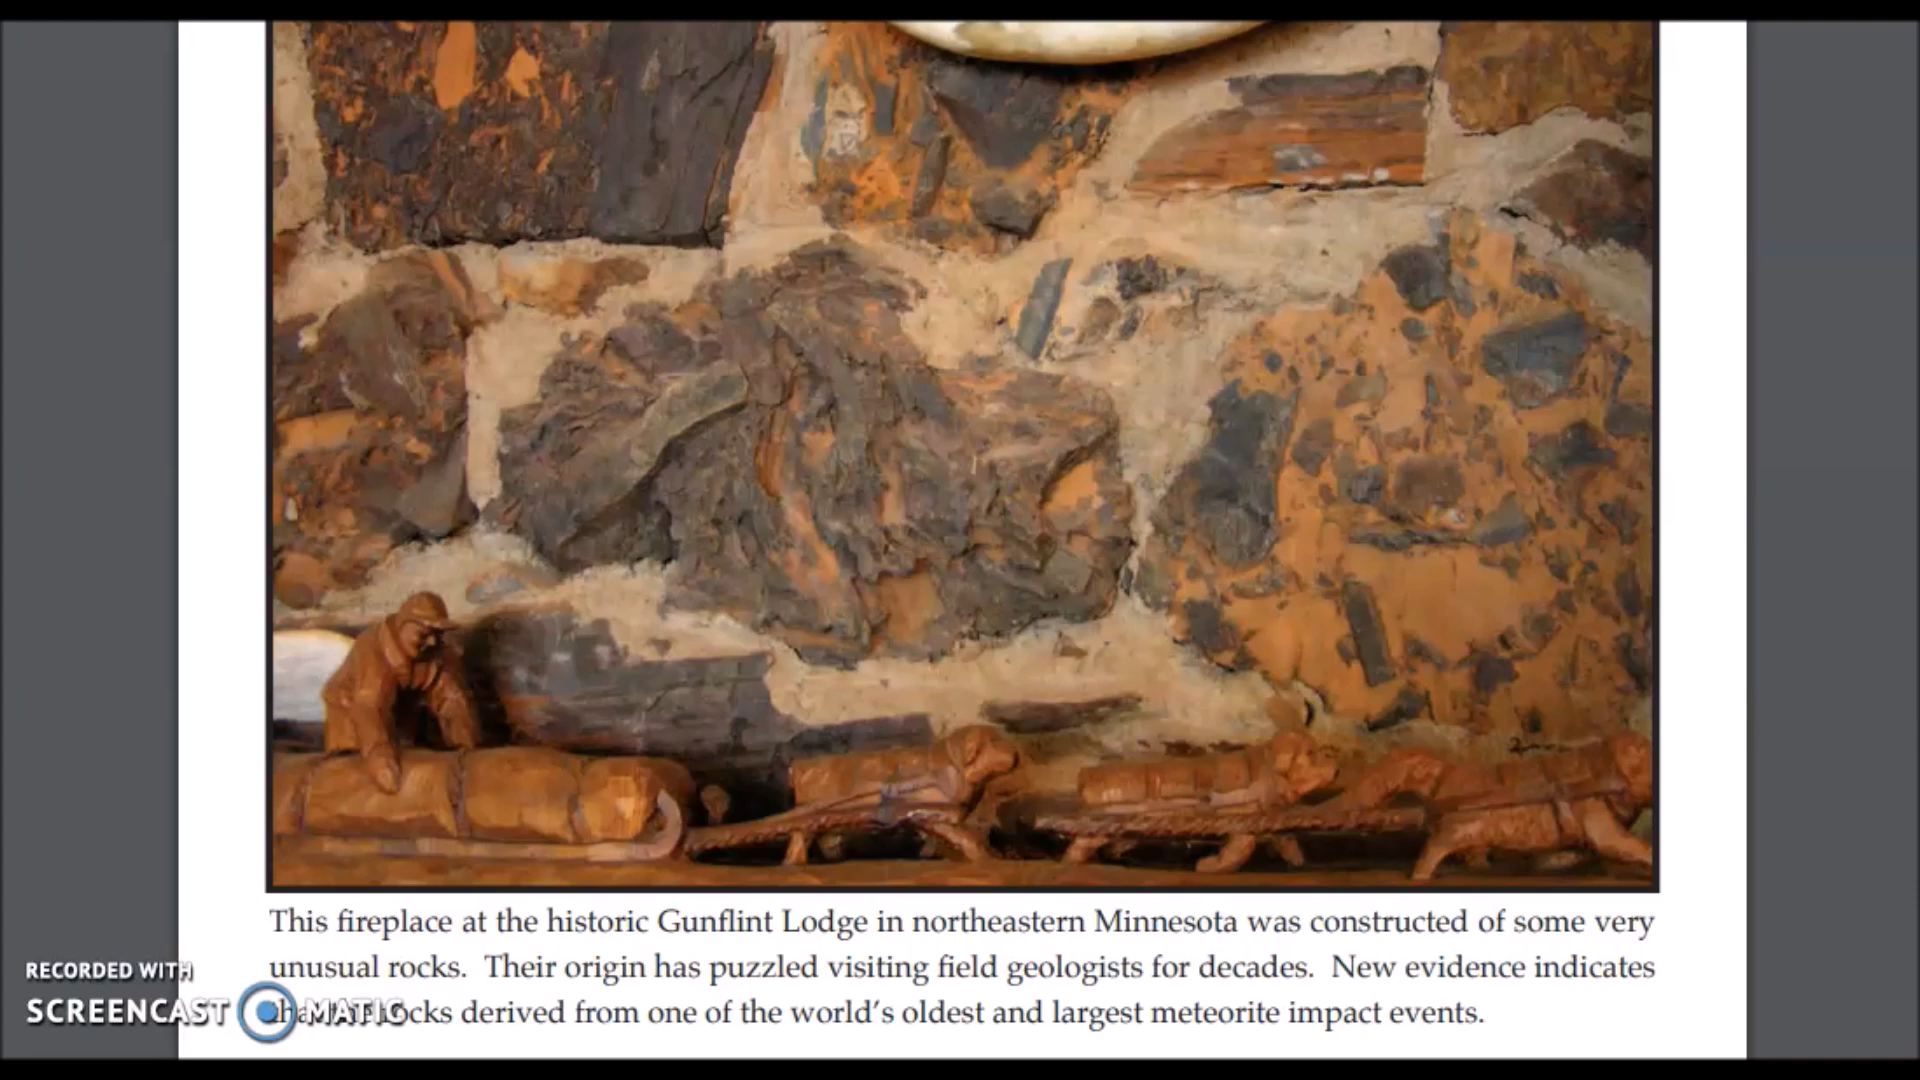 This fireplace at the historic Gunflint Lodge in northeastern Minnesota was constructed of some very
unusual rocks. Their origin has puzzled visiting field geologists for decades. New evidence indicates
rocks derived from one of the world's oldest and largest meteorite impact events.
RECORDED WITH
SCREENCAST MATIC